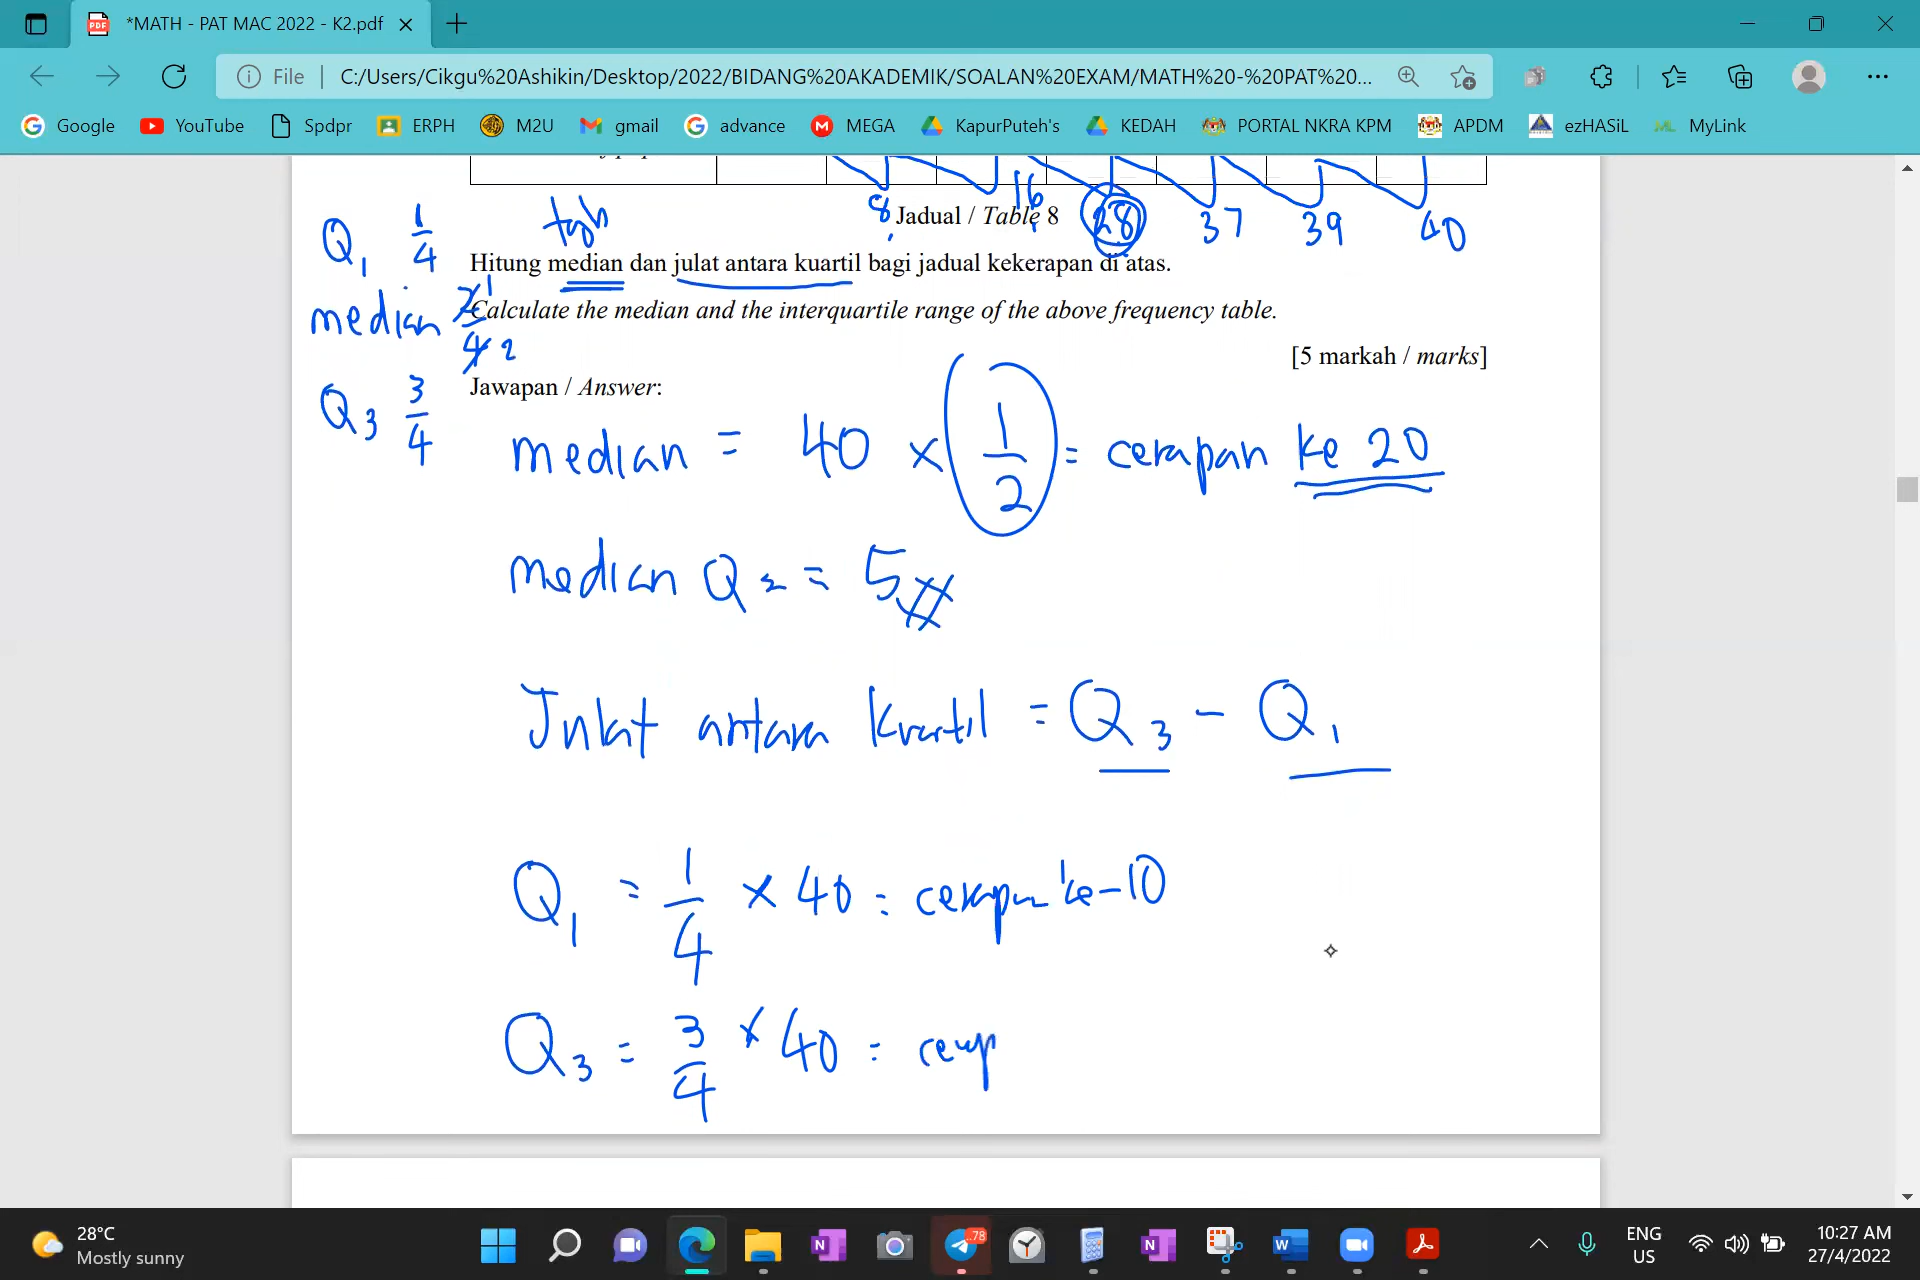 *MATH - PAT MAC 2022 - K2.pdf
File | C:/Users/Cikgu%20Ashikin/Desktop/2022/BIDANG%20AKADEMIK/SOALAN%20EXAM/MATH%20-%20PAT%20...
Google YouTube Spdpr ERPH M2U gmail advance MEGA KapurPuteh's KEDAH PORTAL NKRA KPM APDM ezHASiL MyLink
8 16 28 37 39 40
Jadual / Table 8
Q1 1/4
Hitung median dan julat antara kuartil bagi jadual kekerapan di atas.
median 2/4 1 2
Calculate the median and the interquartile range of the above frequency table.
[5 markah / marks]
Q3 3/4
Jawapan / Answer:
median = 40 × 1/2 = cerapan ke 20
median Q2 = 5
Julat antara kuartil = Q3 - Q1
Q1 = 1/4 × 40 = cerapan ke-10
Q3 = 3/4 × 40 = cerap
28°C
Mostly sunny
78
ENG
US
10:27 AM
27/4/2022